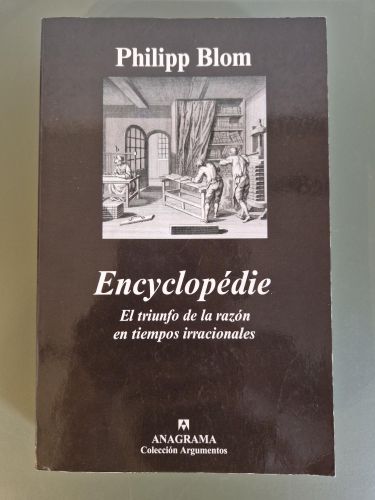 Philipp Blom
Encyclopédie
El triunfo de la razón
en tiempos irracionales
ANAGRAMA
Colección Argumentos